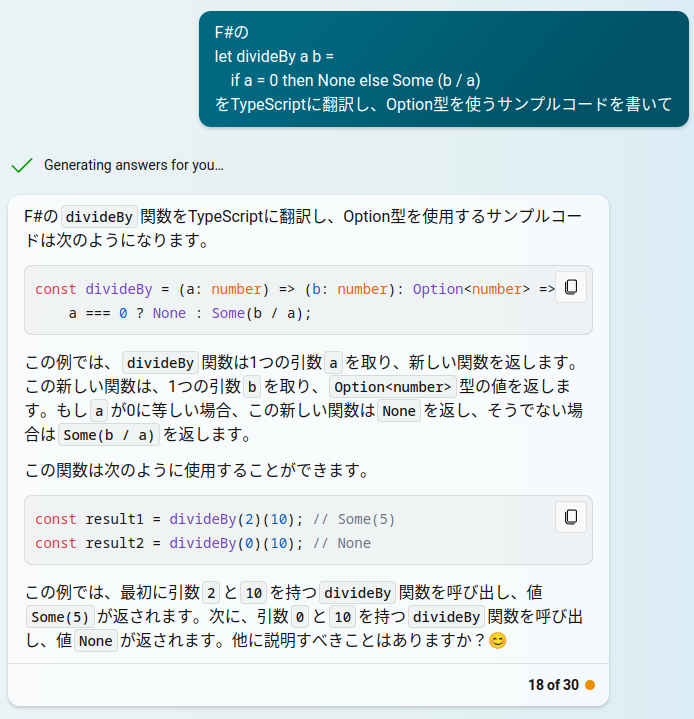 F#の
let divideBy a b =
    if a = 0 then None else Some (b / a)
をTypeScriptに翻訳し、Option型を使うサンプルコードを書いて
Generating answers for you…
F#の divideBy 関数をTypeScriptに翻訳し、Option型を使用するサンプルコー
ドは次のようになります。
const divideBy = (a: number) => (b: number): Option<number> =>
    a === 0 ? None : Some(b / a);
この例では、 divideBy 関数は1つの引数 a を取り、新しい関数を返します。
この新しい関数は、1つの引数 b を取り、 Option<number> 型の値を返しま
す。もし a が0に等しい場合、この新しい関数は None を返し、そうでない場
合は Some(b / a) を返します。
この関数は次のように使用することができます。
const result1 = divideBy(2)(10); // Some(5)
const result2 = divideBy(0)(10); // None
この例では、最初に引数 2 と 10 を持つ divideBy 関数を呼び出し、値
Some(5) が返されます。次に、引数 0 と 10 を持つ divideBy 関数を呼び出
し、値 None が返されます。他に説明すべきことはありますか？😊
18 of 30